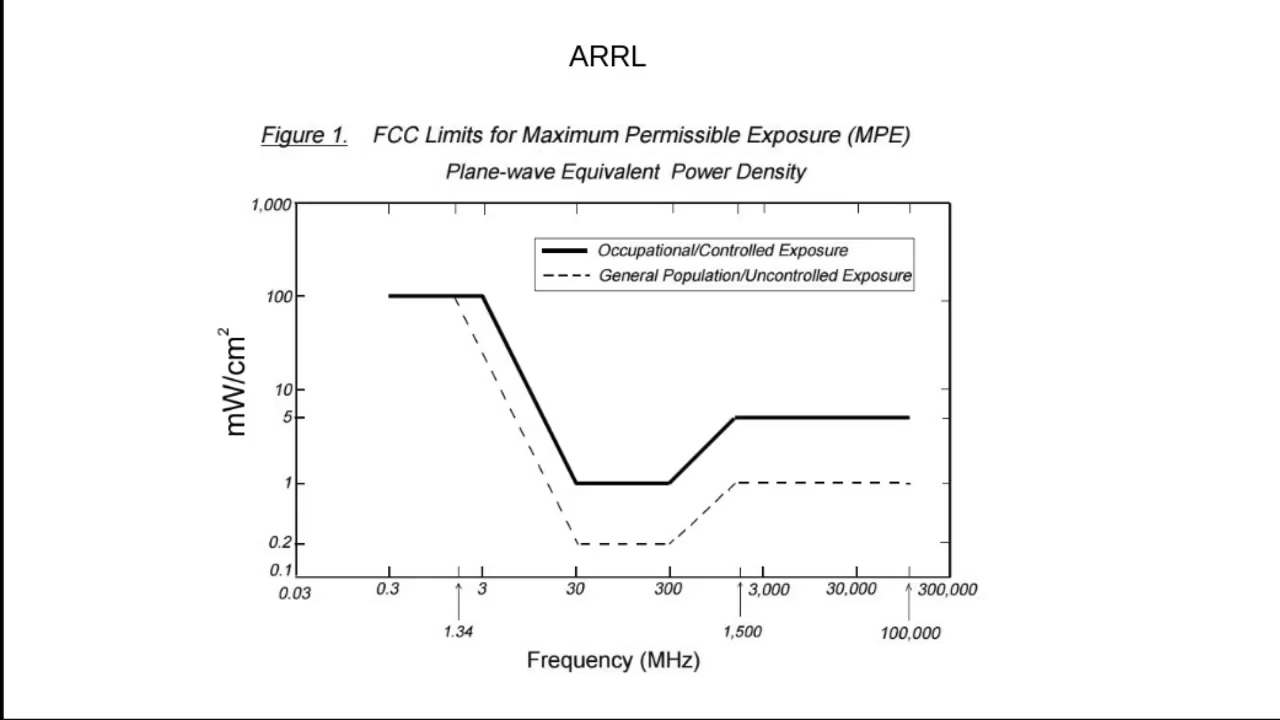 ARRL
Figure 1. FCC Limits for Maximum Permissible Exposure (MPE)
Plane-wave Equivalent Power Density
1,000
100
10
5
1
0.2
0.1
mW/cm²
Occupational/Controlled Exposure
General Population/Uncontrolled Exposure
0.03 0.3 3 30 300 3,000 30,000 300,000
1.34 1,500 100,000
Frequency (MHz)